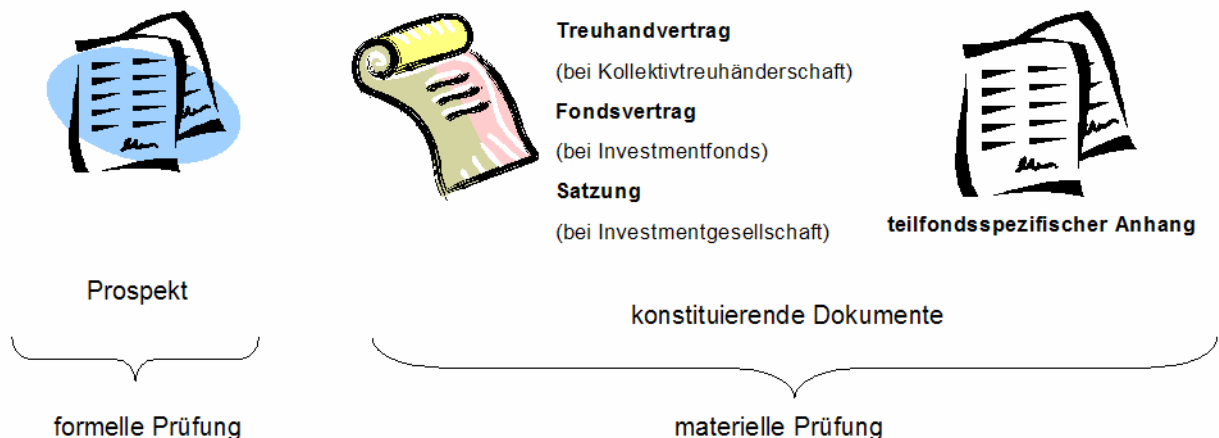 Treuhandvertrag
(bei Kollektivtreuhänderschaft)
Fondsvertrag
(bei Investmentfonds)
Satzung
(bei Investmentgesellschaft)
teilfondsspezifischer Anhang
Prospekt
konstituierende Dokumente
formelle Prüfung
materielle Prüfung